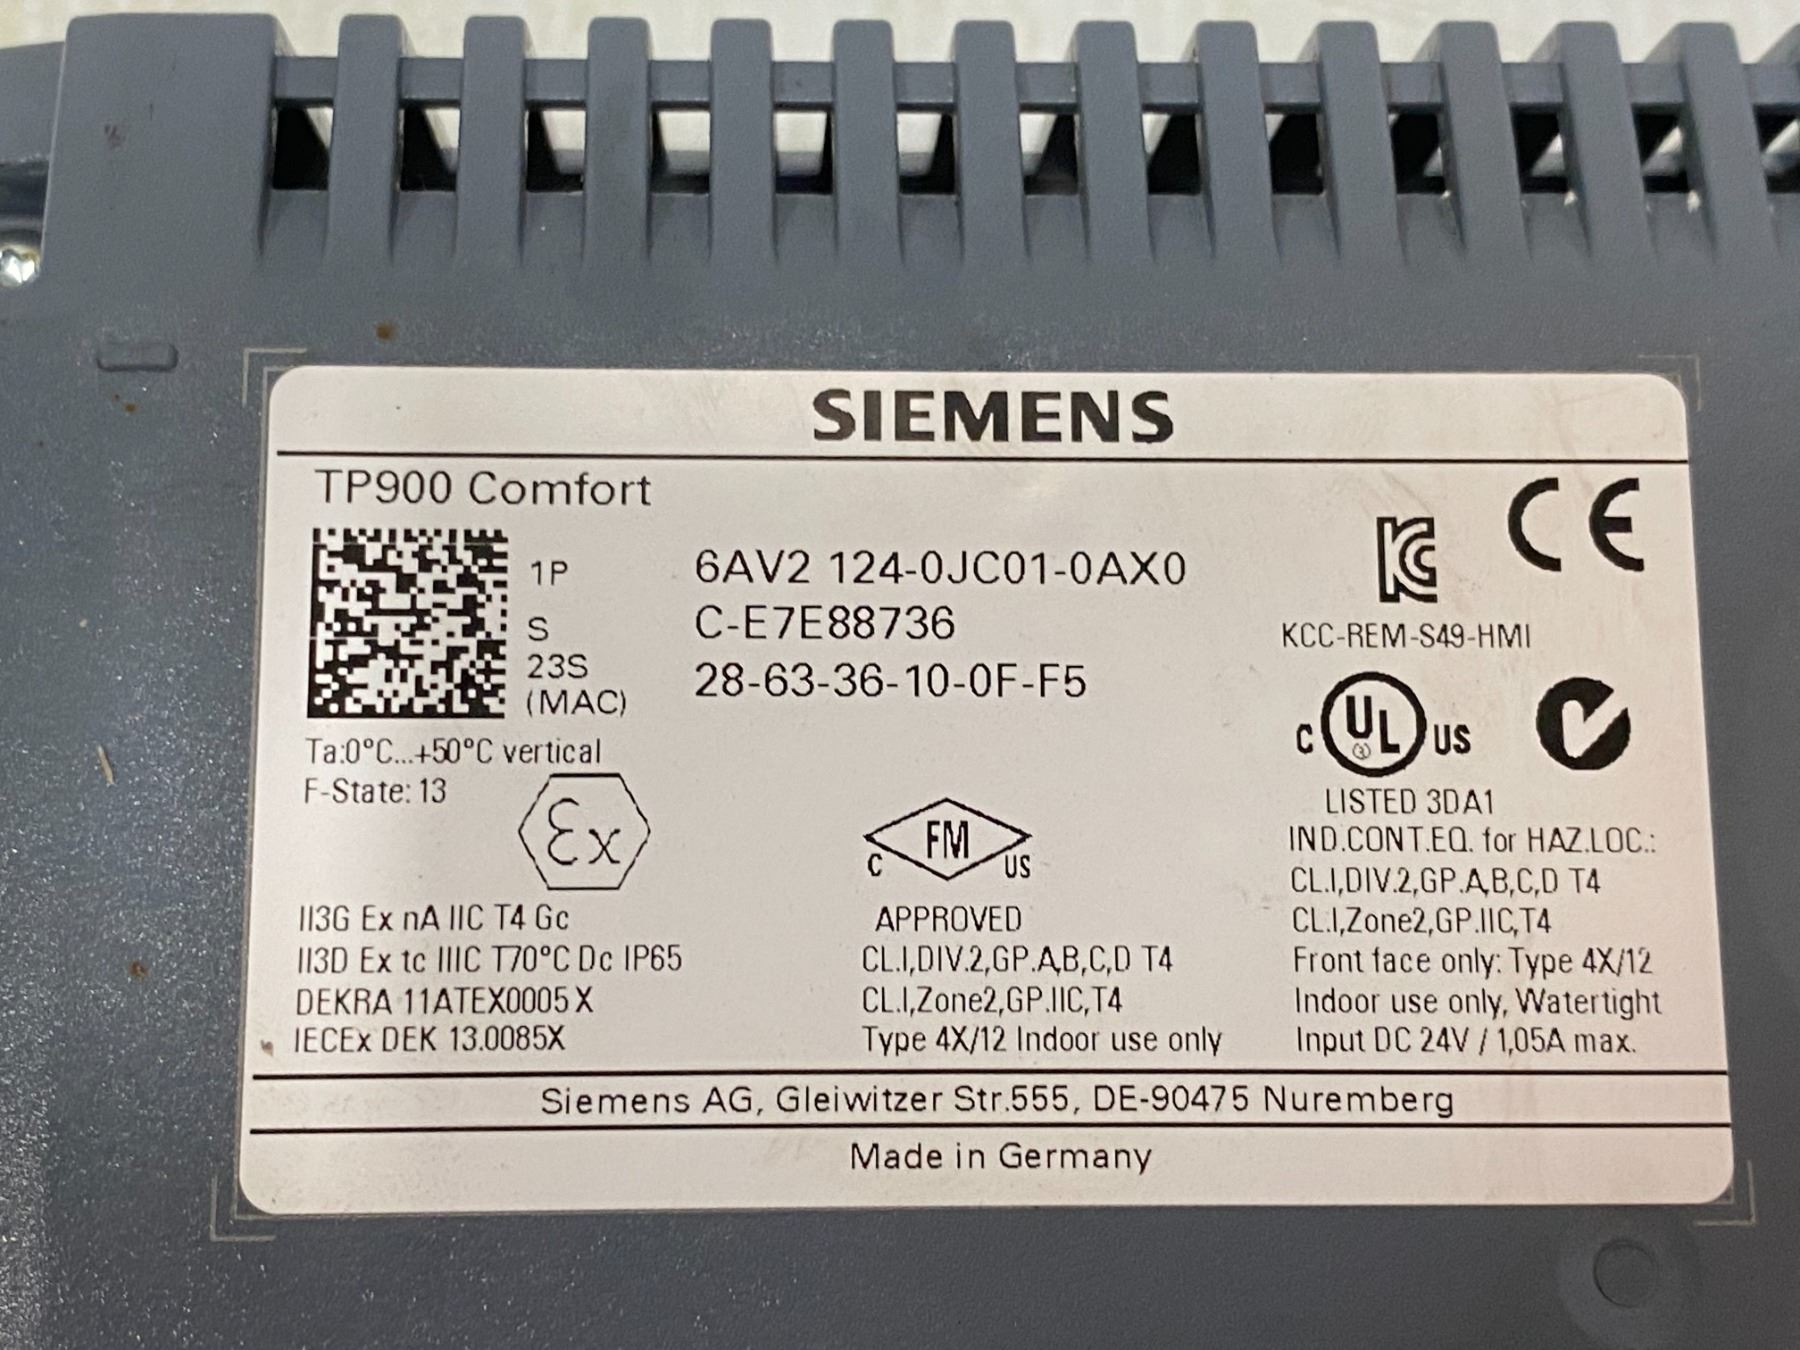 SIEMENS
TP900 Comfort
1P 6AV2 124-0JC01-0AX0
S C-E7E88736
23S
(MAC) 28-63-36-10-0F-F5
Ta:0°C...+50°C vertical
F-State: 13
Ex
II3G Ex nA IIC T4 Gc
II3D Ex tc IIIC T70°C Dc IP65
DEKRA 11ATEX0005 X
IECEx DEK 13.0085X
C FM US
APPROVED
CL.I,DIV.2,GP.A,B,C,D T4
CL.I,Zone2,GP.IIC,T4
Type 4X/12 Indoor use only
CE
KC
KCC-REM-S49-HMI
C UL US
LISTED 3DA1
IND.CONT.EQ. for HAZ.LOC.:
CL.I,DIV.2,GP.A,B,C,D T4
CL.I,Zone2,GP.IIC,T4
Front face only: Type 4X/12
Indoor use only, Watertight
Input DC 24V / 1,05A max.
Siemens AG, Gleiwitzer Str.555, DE-90475 Nuremberg
Made in Germany